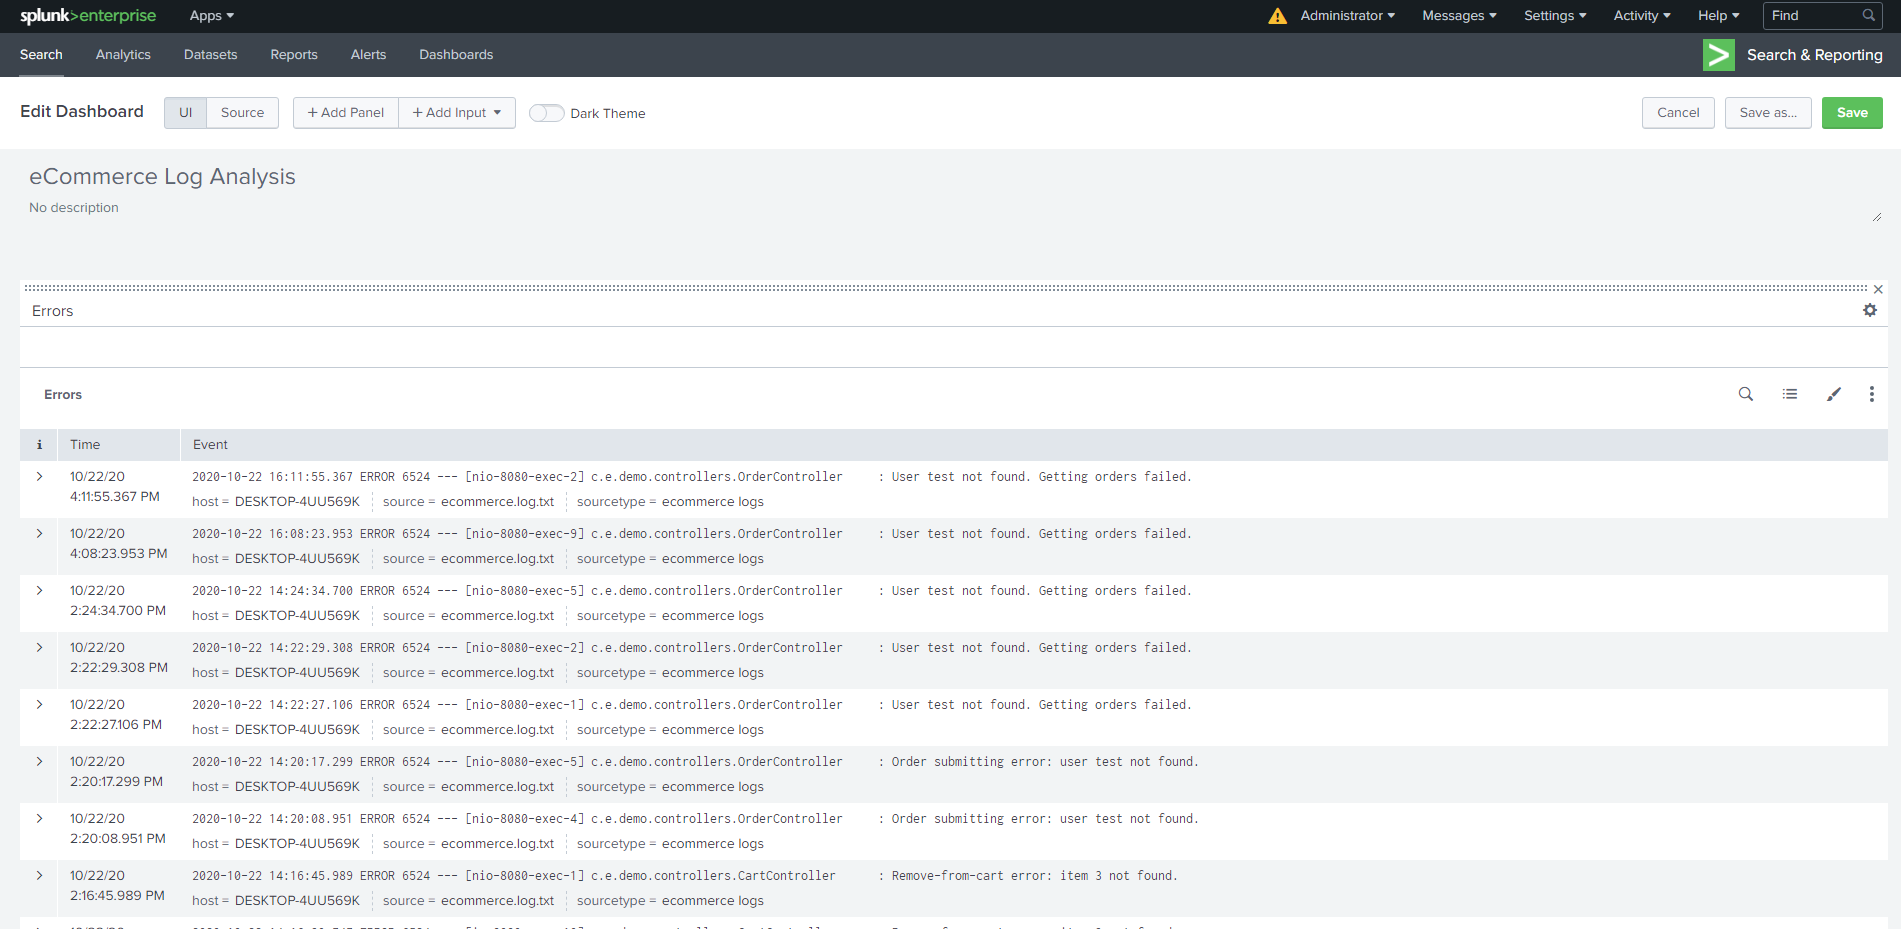 splunk>enterprise Apps Administrator Messages Settings Activity Help Find
Search Analytics Datasets Reports Alerts Dashboards Search & Reporting
Edit Dashboard UI Source + Add Panel + Add Input Dark Theme Cancel Save as... Save
eCommerce Log Analysis
No description
Errors
Errors
i Time Event
10/22/20 2020-10-22 16:11:55.367 ERROR 6524 --- [nio-8080-exec-2] c.e.demo.controllers.OrderController : User test not found. Getting orders failed.
4:11:55.367 PM host = DESKTOP-4UU569K source = ecommerce.log.txt sourcetype = ecommerce logs
10/22/20 2020-10-22 16:08:23.953 ERROR 6524 --- [nio-8080-exec-9] c.e.demo.controllers.OrderController : User test not found. Getting orders failed.
4:08:23.953 PM host = DESKTOP-4UU569K source = ecommerce.log.txt sourcetype = ecommerce logs
10/22/20 2020-10-22 14:24:34.700 ERROR 6524 --- [nio-8080-exec-5] c.e.demo.controllers.OrderController : User test not found. Getting orders failed.
2:24:34.700 PM host = DESKTOP-4UU569K source = ecommerce.log.txt sourcetype = ecommerce logs
10/22/20 2020-10-22 14:22:29.308 ERROR 6524 --- [nio-8080-exec-2] c.e.demo.controllers.OrderController : User test not found. Getting orders failed.
2:22:29.308 PM host = DESKTOP-4UU569K source = ecommerce.log.txt sourcetype = ecommerce logs
10/22/20 2020-10-22 14:22:27.106 ERROR 6524 --- [nio-8080-exec-1] c.e.demo.controllers.OrderController : User test not found. Getting orders failed.
2:22:27.106 PM host = DESKTOP-4UU569K source = ecommerce.log.txt sourcetype = ecommerce logs
10/22/20 2020-10-22 14:20:17.299 ERROR 6524 --- [nio-8080-exec-5] c.e.demo.controllers.OrderController : Order submitting error: user test not found.
2:20:17.299 PM host = DESKTOP-4UU569K source = ecommerce.log.txt sourcetype = ecommerce logs
10/22/20 2020-10-22 14:20:08.951 ERROR 6524 --- [nio-8080-exec-4] c.e.demo.controllers.OrderController : Order submitting error: user test not found.
2:20:08.951 PM host = DESKTOP-4UU569K source = ecommerce.log.txt sourcetype = ecommerce logs
10/22/20 2020-10-22 14:16:45.989 ERROR 6524 --- [nio-8080-exec-1] c.e.demo.controllers.CartController : Remove-from-cart error: item 3 not found.
2:16:45.989 PM host = DESKTOP-4UU569K source = ecommerce.log.txt sourcetype = ecommerce logs